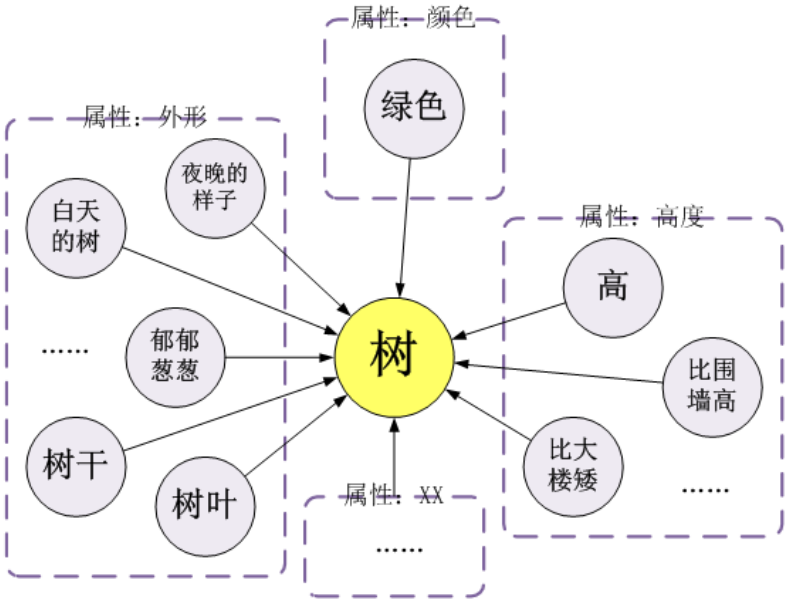 属性：颜色
绿色
属性：外形
夜晚的
样子
白天
的树
……
郁郁
葱葱
树干
树叶
树
属性：高度
高
比围
墙高
比大
楼矮
……
属性：XX
……